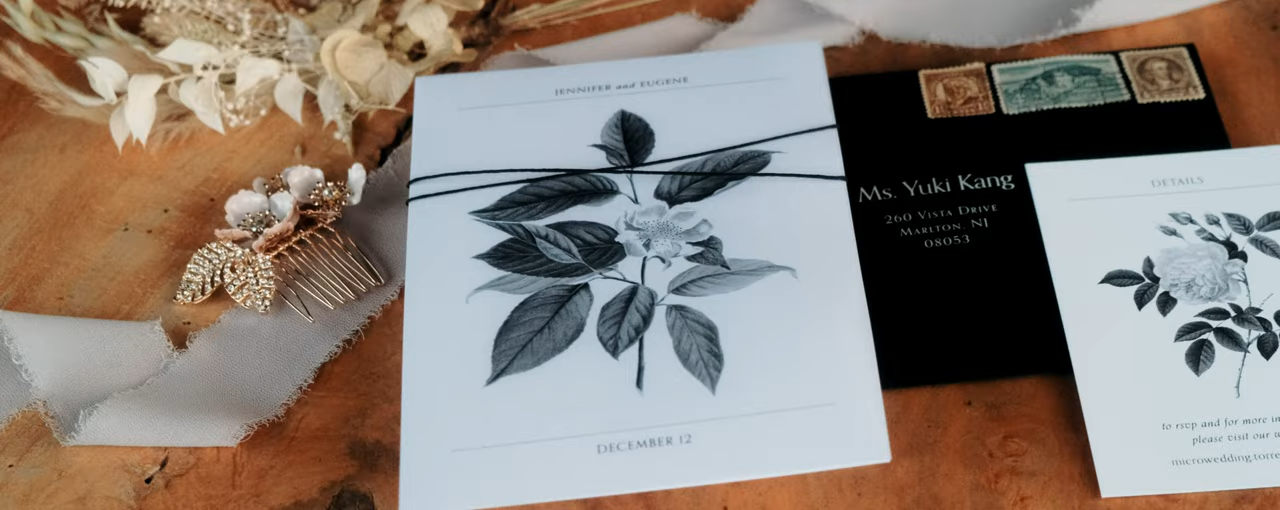 JENNIFER and EUGENE
DECEMBER 12
Ms. Yuki Kang
260 VISTA DRIVE
MARLTON, NJ
08053
DETAILS
to rsvp and for more
please visit our
microwedding.torre